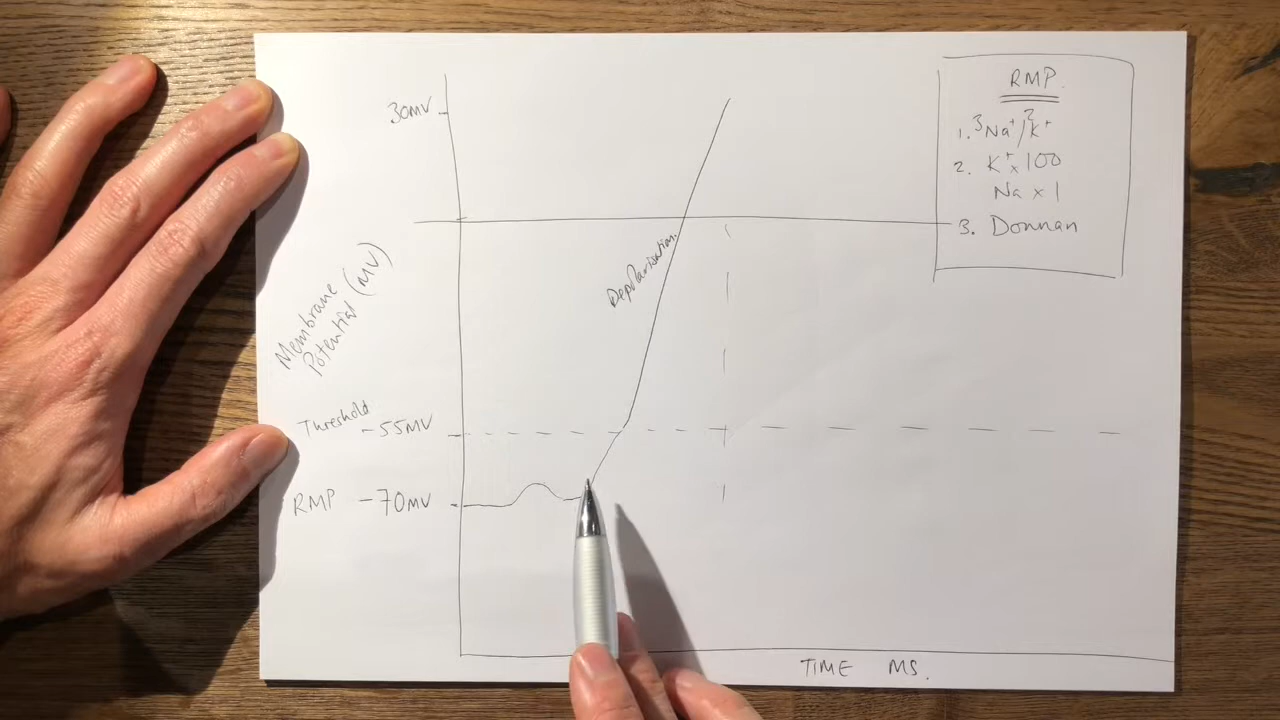 30MV
Membrane
Potential (MV)
Threshold -55MV
RMP -70MV
Depolarisation
TIME MS.
RMP.
1. 3Na+/2K+
2. K+ x 100
Na x 1
3. Donnan